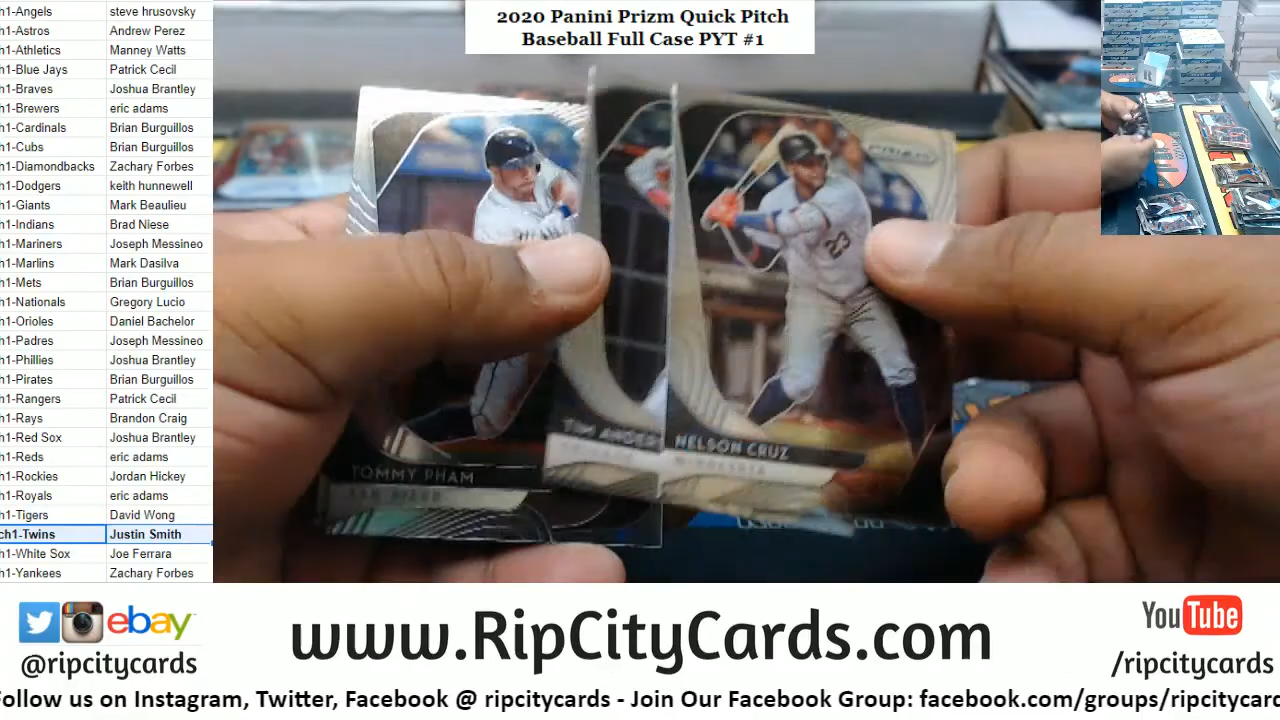 2020 Panini Prizm Quick Pitch
Baseball Full Case PYT #1
h1-Angels steve hrusovsky
h1-Astros Andrew Perez
h1-Athletics Manney Watts
h1-Blue Jays Patrick Cecil
h1-Braves Joshua Brantley
h1-Brewers eric adams
h1-Cardinals Brian Burguillos
h1-Cubs Brian Burguillos
h1-Diamondbacks Zachary Forbes
h1-Dodgers keith hunnewell
h1-Giants Mark Beaulieu
h1-Indians Brad Niese
h1-Mariners Joseph Messineo
h1-Marlins Mark Dasilva
h1-Mets Brian Burguillos
h1-Nationals Gregory Lucio
h1-Orioles Daniel Bachelor
h1-Padres Joseph Messineo
h1-Phillies Joshua Brantley
h1-Pirates Brian Burguillos
h1-Rangers Patrick Cecil
h1-Rays Brandon Craig
h1-Red Sox Joshua Brantley
h1-Reds eric adams
h1-Rockies Jordan Hickey
h1-Royals eric adams
h1-Tigers David Wong
ch1-Twins Justin Smith
h1-White Sox Joe Ferrara
h1-Yankees Zachary Forbes
PRIZM
23
TOMMY PHAM
SAN DIEGO
TIM ANDER
NELSON CRUZ
MINNESOTA
ebay
@ripcitycards
www.RipCityCards.com
YouTube
/ripcitycards
Follow us on Instagram, Twitter, Facebook @ ripcitycards - Join Our Facebook Group: facebook.com/groups/ripcitycard